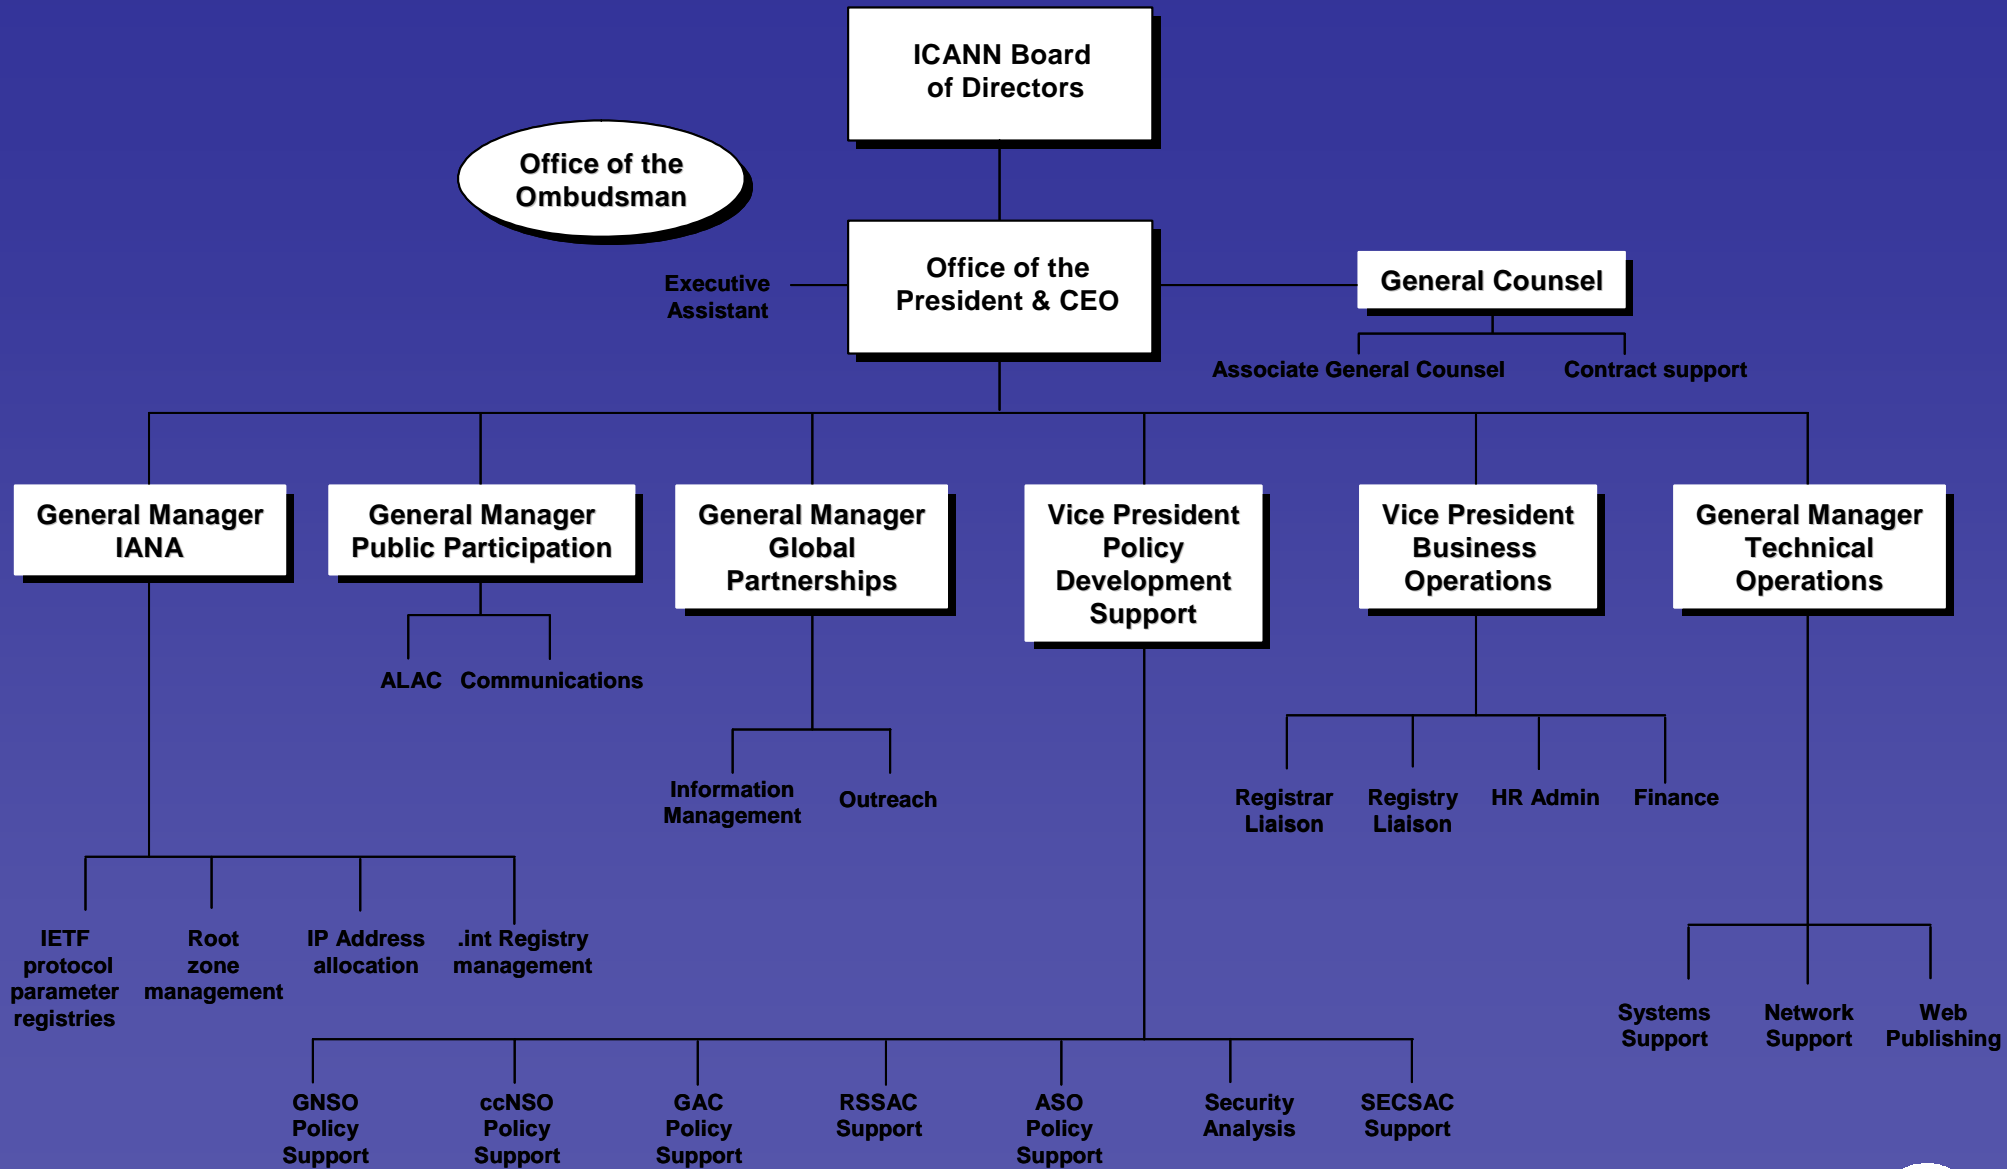 ICANN Board
of Directors
Office of the
Ombudsman
Office of the
President & CEO
Executive
Assistant
General Counsel
Associate General Counsel
Contract support
General Manager
IANA
General Manager
Public Participation
General Manager
Global
Partnerships
Vice President
Policy
Development
Support
Vice President
Business
Operations
General Manager
Technical
Operations
ALAC
Communications
Information
Management
Outreach
Registrar
Liaison
Registry
Liaison
HR Admin
Finance
IETF
protocol
parameter
registries
Root
zone
management
IP Address
allocation
.int Registry
management
Systems
Support
Network
Support
Web
Publishing
GNSO
Policy
Support
ccNSO
Policy
Support
GAC
Policy
Support
RSSAC
Support
ASO
Policy
Support
Security
Analysis
SECSAC
Support